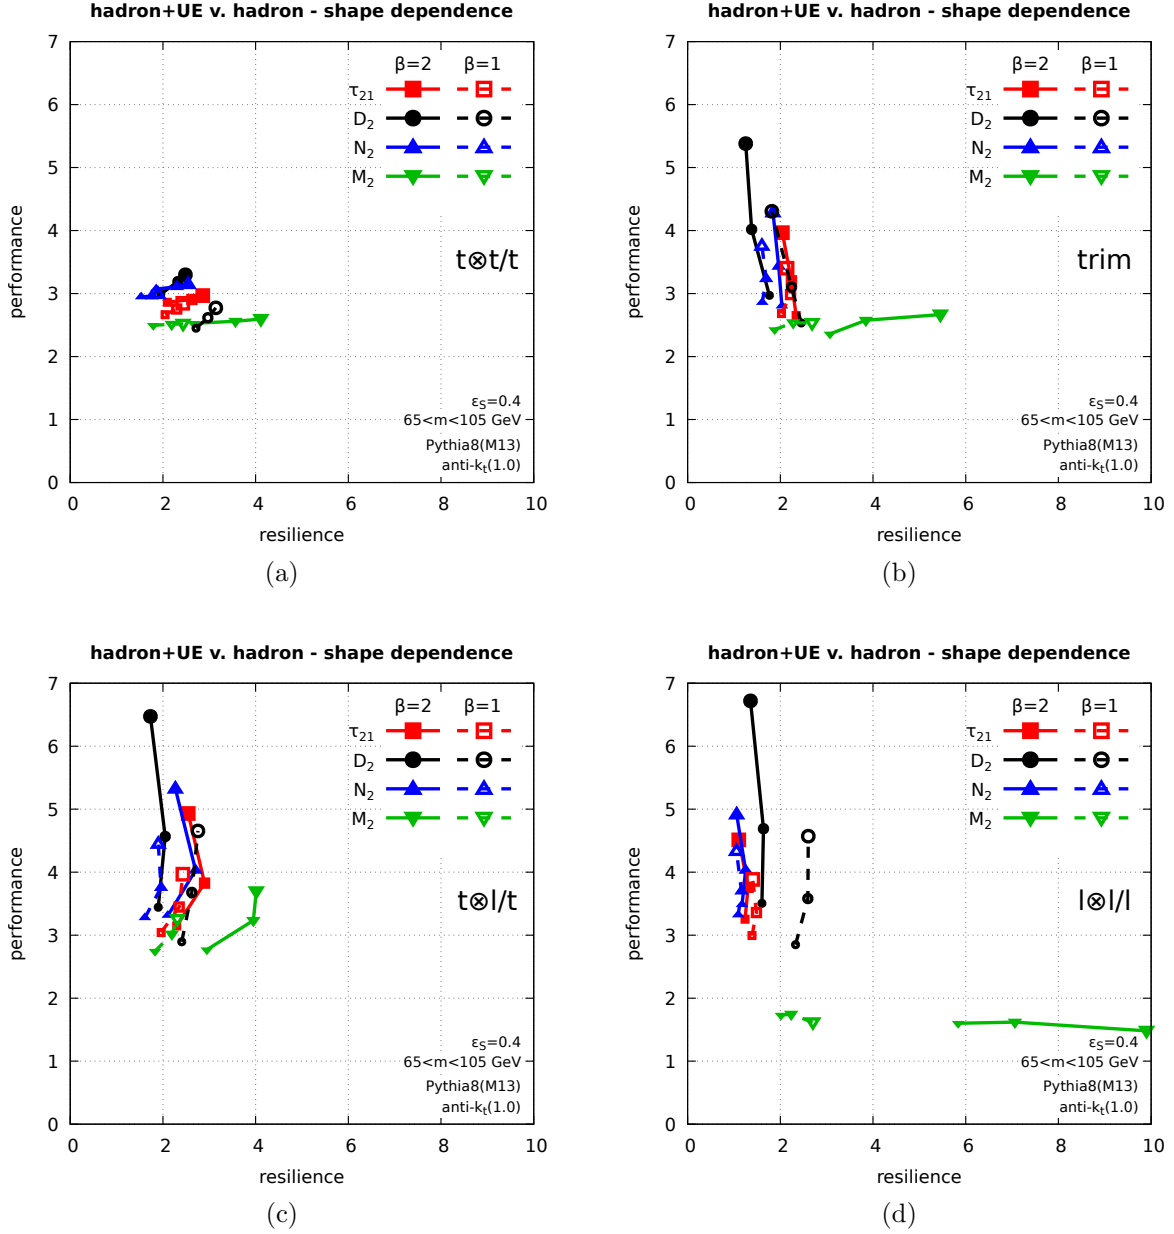 hadron+UE v. hadron - shape dependence
7
6
5
4
3
2
1
0
performance
β=2 β=1
τ21
D2
N2
M2
t⊗t/t
εS=0.4
65<m<105 GeV
Pythia8(M13)
anti-kt(1.0)
0 2 4 6 8 10
resilience
(a)
hadron+UE v. hadron - shape dependence
7
6
5
4
3
2
1
0
performance
β=2 β=1
τ21
D2
N2
M2
trim
εS=0.4
65<m<105 GeV
Pythia8(M13)
anti-kt(1.0)
0 2 4 6 8 10
resilience
(b)
hadron+UE v. hadron - shape dependence
7
6
5
4
3
2
1
0
performance
β=2 β=1
τ21
D2
N2
M2
t⊗l/t
εS=0.4
65<m<105 GeV
Pythia8(M13)
anti-kt(1.0)
0 2 4 6 8 10
resilience
(c)
hadron+UE v. hadron - shape dependence
7
6
5
4
3
2
1
0
performance
β=2 β=1
τ21
D2
N2
M2
l⊗l/l
εS=0.4
65<m<105 GeV
Pythia8(M13)
anti-kt(1.0)
0 2 4 6 8 10
resilience
(d)